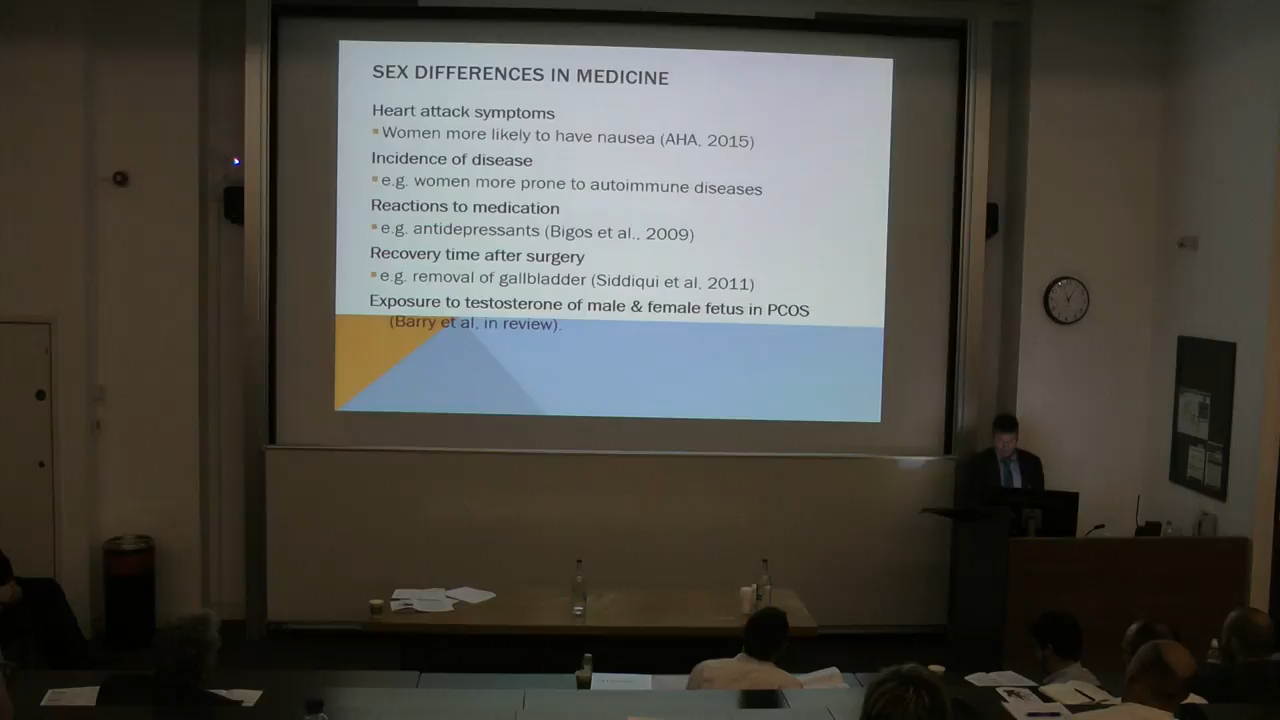 SEX DIFFERENCES IN MEDICINE
Heart attack symptoms
▪Women more likely to have nausea (AHA, 2015)
Incidence of disease
▪e.g. women more prone to autoimmune diseases
Reactions to medication
▪e.g. antidepressants (Bigos et al., 2009)
Recovery time after surgery
▪e.g. removal of gallbladder (Siddiqui et al, 2011)
Exposure to testosterone of male & female fetus in PCOS
(Barry et al, in review).